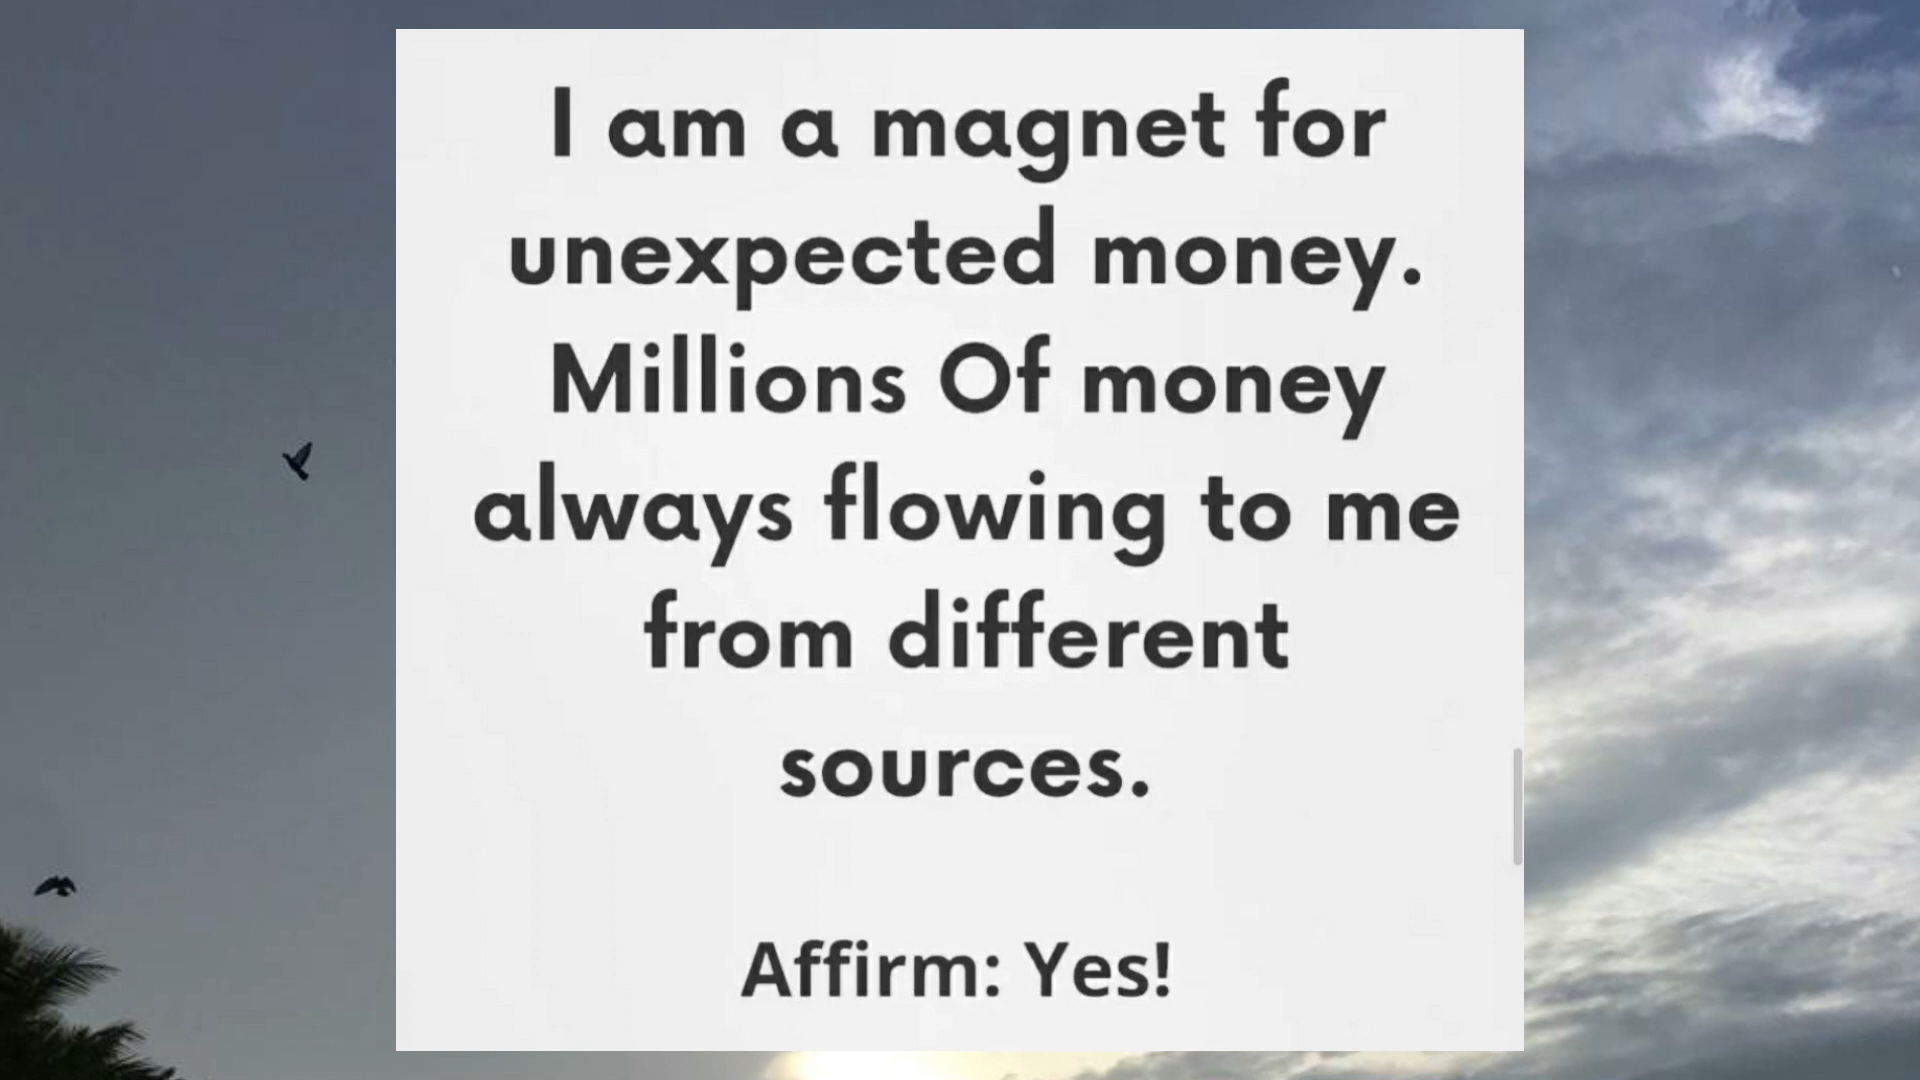 I am a magnet for
unexpected money.
Millions Of money
always flowing to me
from different
sources.
Affirm: Yes!